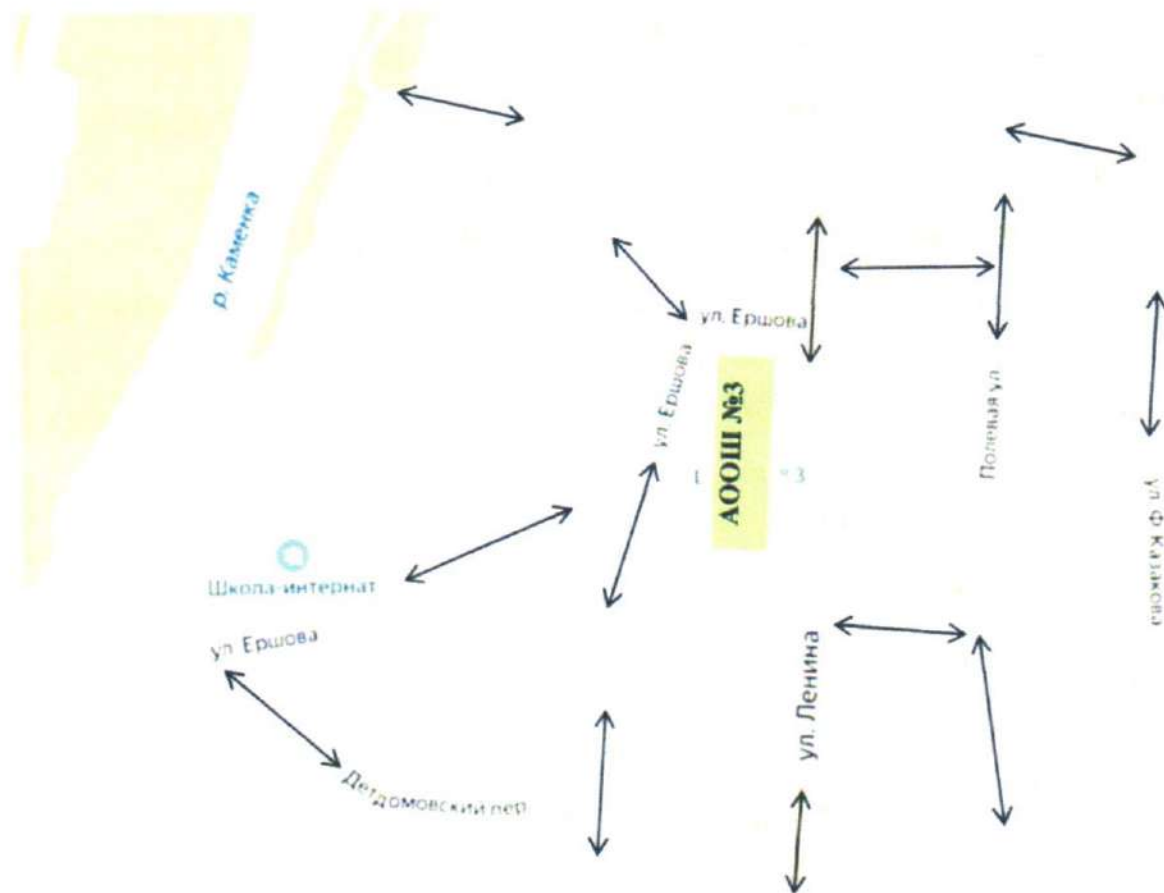 р. Каменка
ул. Ершова
ул. Ершова
АООШ №3
3
Полевая ул.
ул. Ф. Казакова
Школа-интернат
ул. Ершова
ул. Ленина
Детдомовский пер.